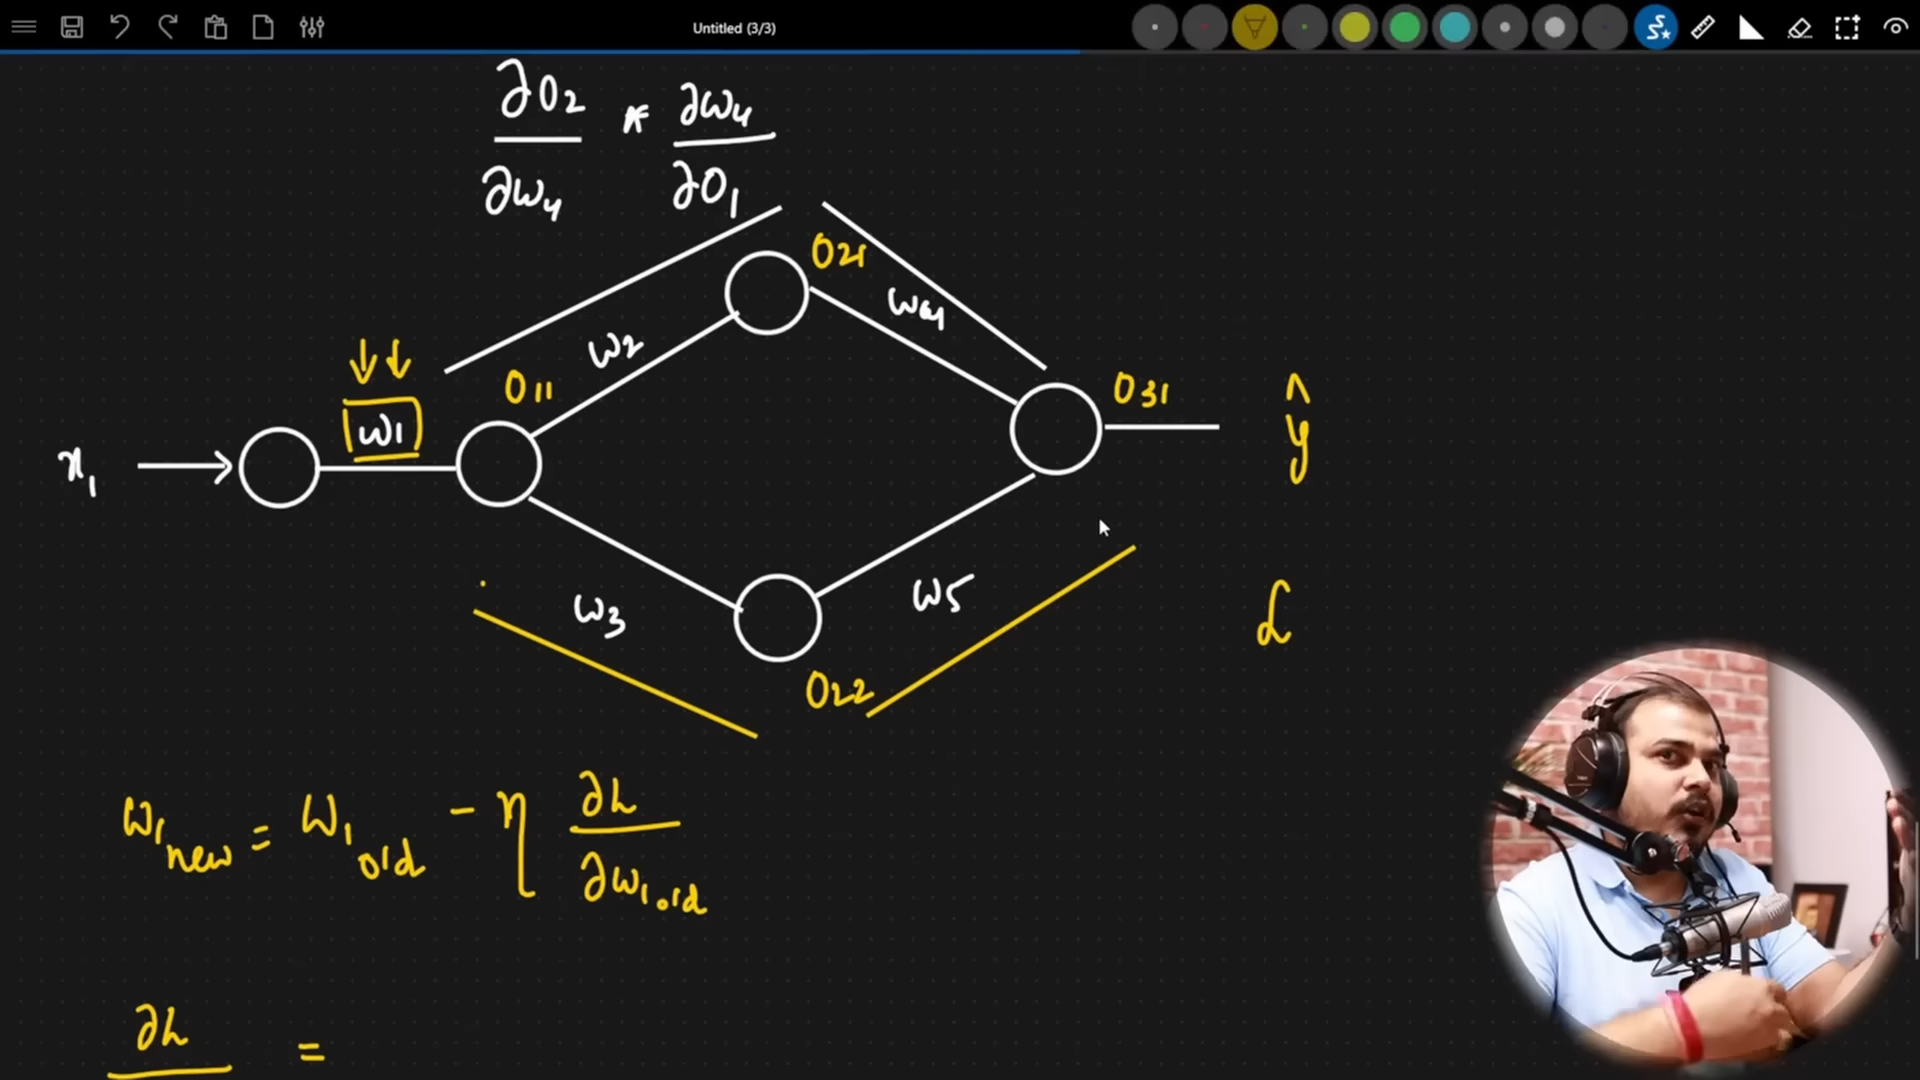 Untitled (3/3)
∂O2 * ∂w4
∂w4 ∂O1
O21
w4
w2
O11
O31
ŷ
w1
x1
w3
w5
L
O22
w1new = w1old - η ∂L
∂w1old
∂L =